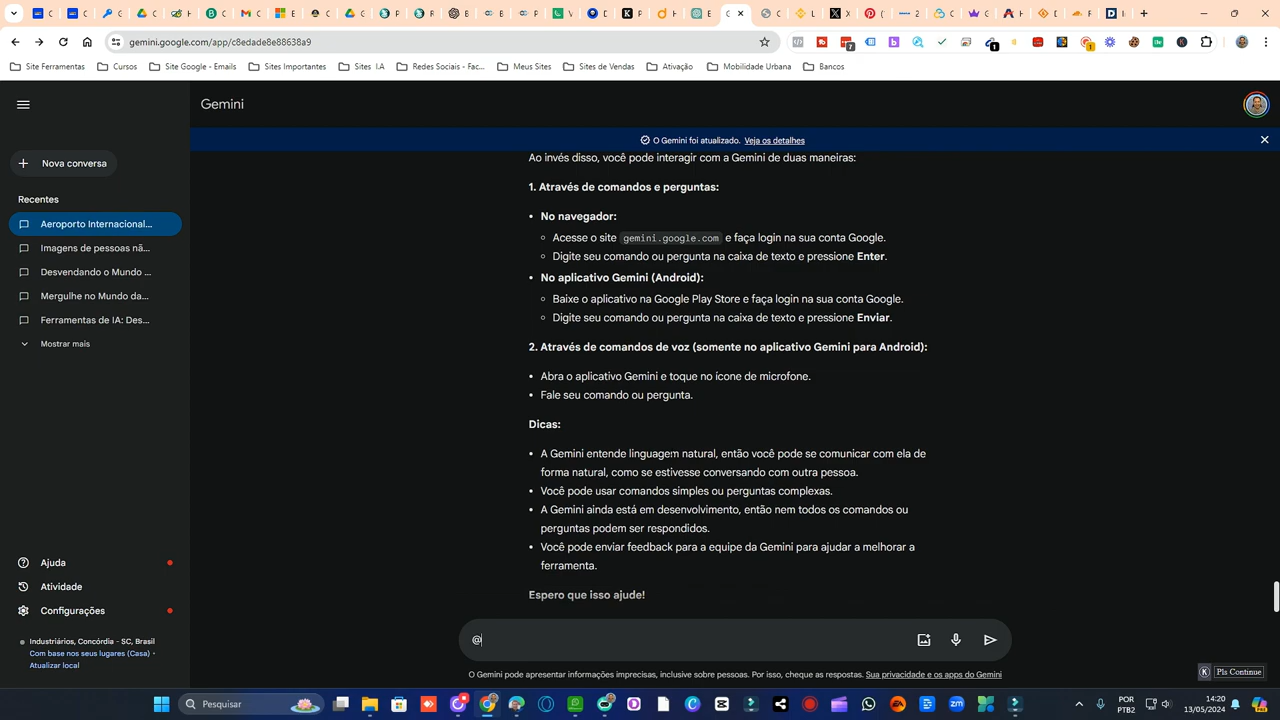 gemini.google.com/app/c8edade8e88638a9
Site Ferramentas
Cursos
Site Google - Emails
Sites Importantes
Sites I.A
Redes Sociais - Fac...
Meus Sites
Sites de Vendas
Ativação
Mobilidade Urbana
Bancos
Gemini
O Gemini foi atualizado. Veja os detalhes
Nova conversa
Recentes
Aeroporto Internacional...
Imagens de pessoas nã...
Desvendando o Mundo ...
Mergulhe no Mundo da...
Ferramentas de IA: Des...
Mostrar mais
Ao invés disso, você pode interagir com a Gemini de duas maneiras:
1. Através de comandos e perguntas:
No navegador:
Acesse o site gemini.google.com e faça login na sua conta Google.
Digite seu comando ou pergunta na caixa de texto e pressione Enter.
No aplicativo Gemini (Android):
Baixe o aplicativo na Google Play Store e faça login na sua conta Google.
Digite seu comando ou pergunta na caixa de texto e pressione Enviar.
2. Através de comandos de voz (somente no aplicativo Gemini para Android):
Abra o aplicativo Gemini e toque no ícone de microfone.
Fale seu comando ou pergunta.
Dicas:
A Gemini entende linguagem natural, então você pode se comunicar com ela de
forma natural, como se estivesse conversando com outra pessoa.
Você pode usar comandos simples ou perguntas complexas.
A Gemini ainda está em desenvolvimento, então nem todos os comandos ou
perguntas podem ser respondidos.
Você pode enviar feedback para a equipe da Gemini para ajudar a melhorar a
ferramenta.
Espero que isso ajude!
Ajuda
Atividade
Configurações
Industriários, Concórdia - SC, Brasil
Com base nos seus lugares (Casa)
Atualizar local
@
O Gemini pode apresentar informações imprecisas, inclusive sobre pessoas. Por isso, cheque as respostas. Sua privacidade e os apps do Gemini
Pls Continue
Pesquisar
POR
PTB2
14:20
13/05/2024